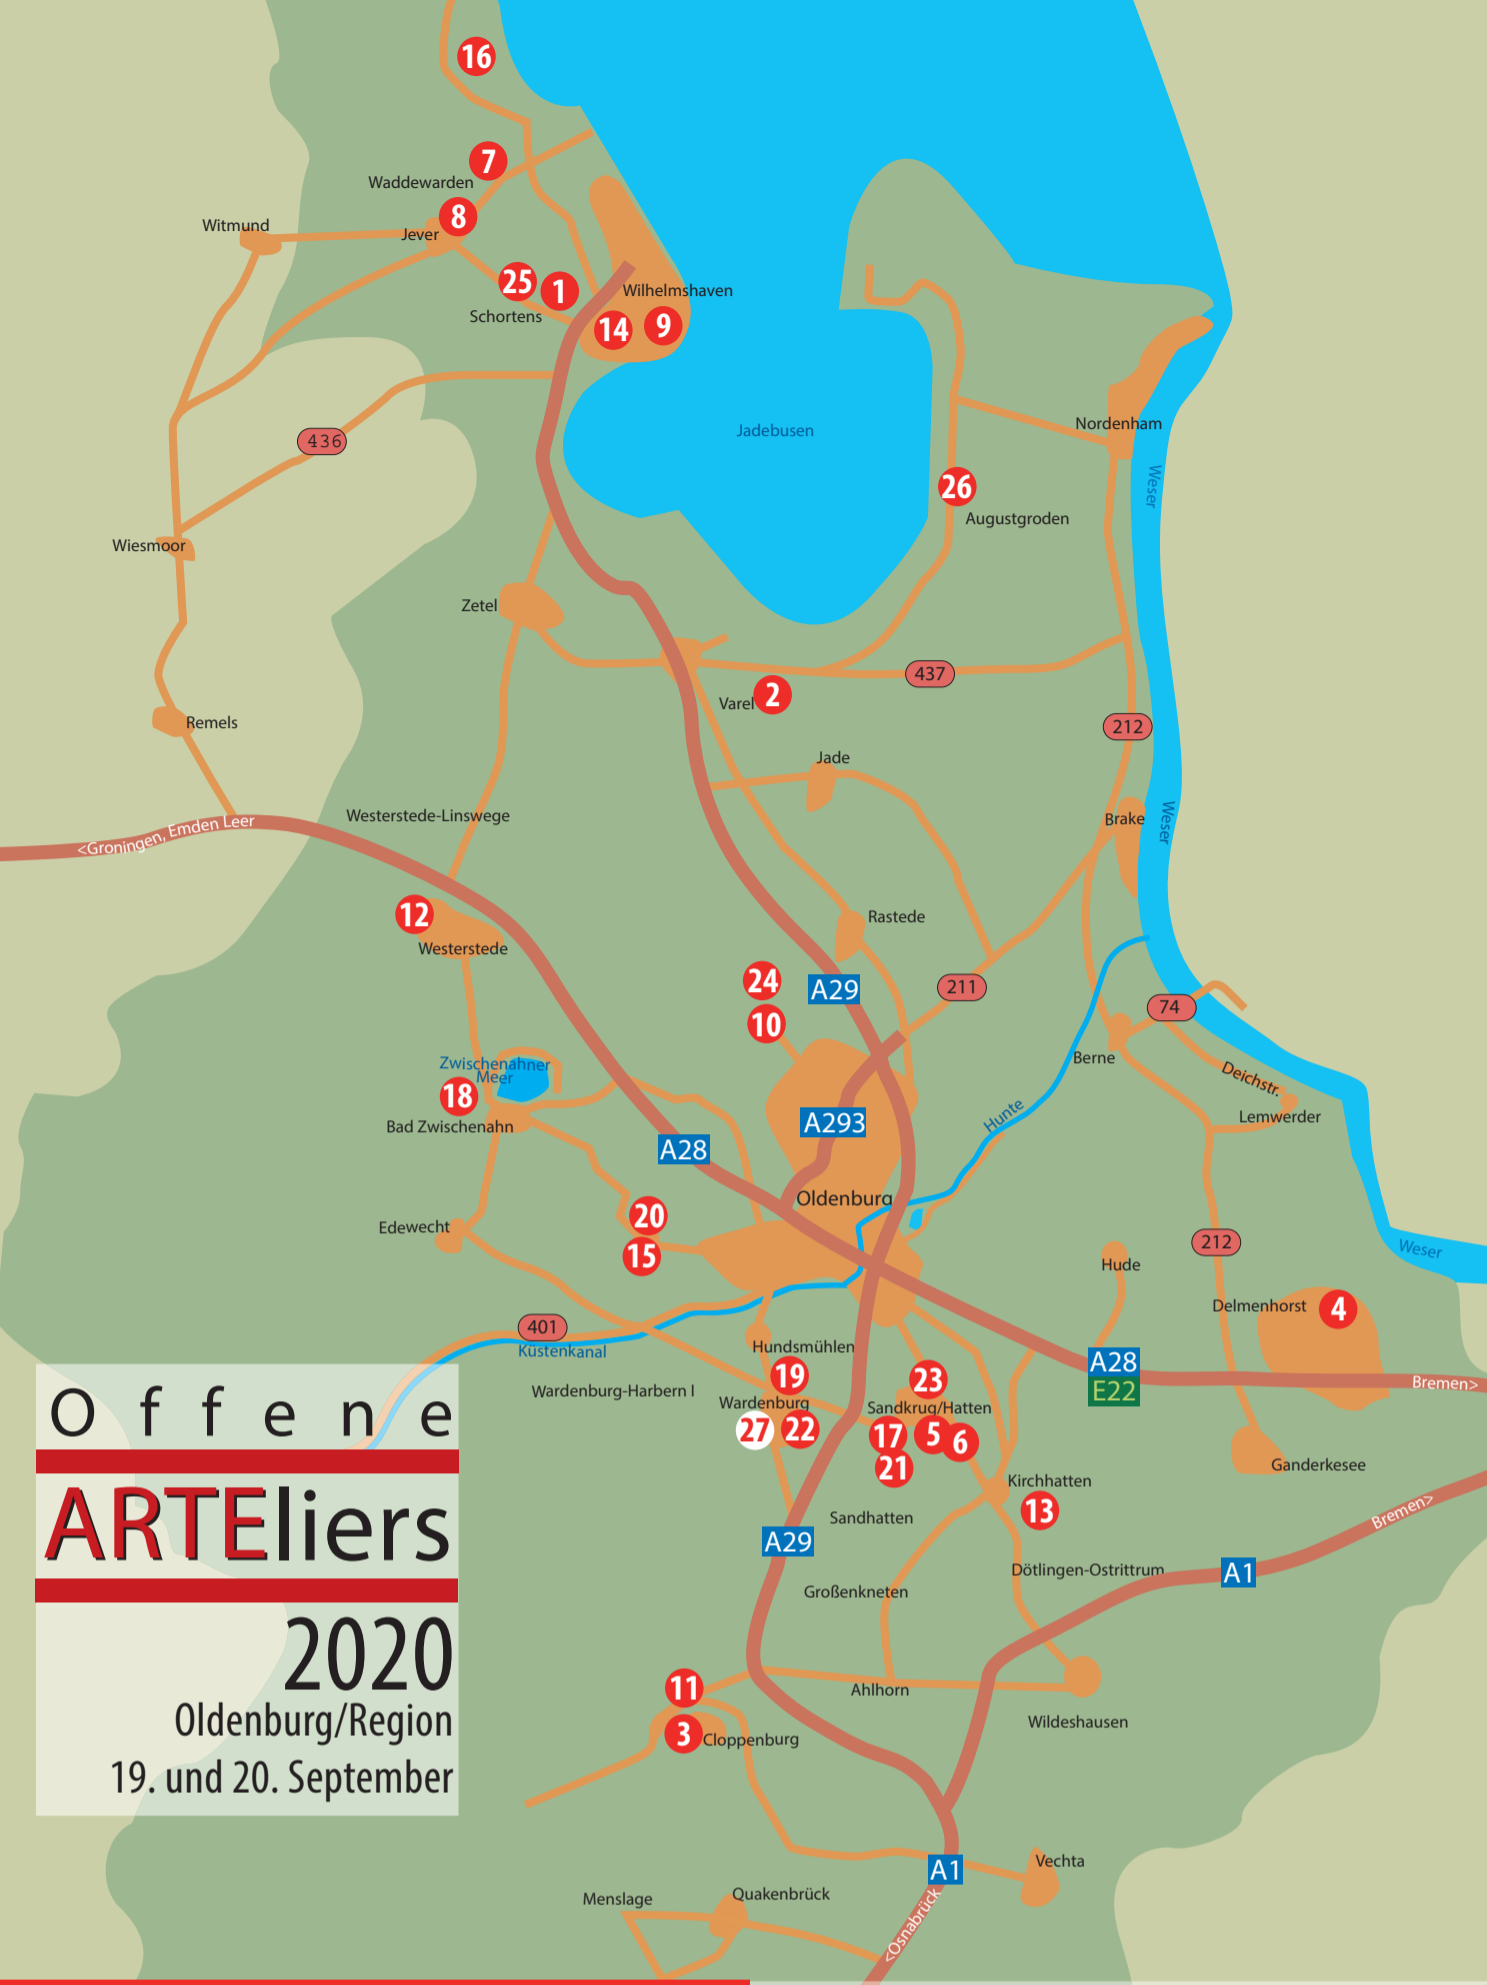 16
7
Waddewarden
8
Witmund
Jever
25
1
Wilhelmshaven
Schortens
14
9
436
Jadebusen
Nordenham
Weser
26
Augustgroden
Wiesmoor
Zetel
437
Varel
2
Remels
212
Jade
Westerstede-Linswege
<Groningen, Emden Leer
Brake
Weser
12
Rastede
Westerstede
24
A29
211
10
74
Berne
Zwischenahner
Meer
Deichstr.
18
Lemwerder
Hunte
Bad Zwischenahn
A293
A28
Oldenburg
20
Edewecht
15
212
Weser
Hude
Delmenhorst
4
401
Küstenkanal
Hundsmühlen
A28
E22
Bremen>
19
23
Wardenburg-Harbern I
Wardenburg
Sandkrug/Hatten
27
22
17
5
6
21
Ganderkesee
Kirchhatten
13
Bremen>
Sandhatten
A29
Dötlingen-Ostrittrum
A1
Großenkneten
Offene
ARTEliers
2020
Oldenburg/Region
19. und 20. September
11
Ahlhorn
Wildeshausen
3
Cloppenburg
A1
Vechta
Menslage
Quakenbrück
<Osnabrück